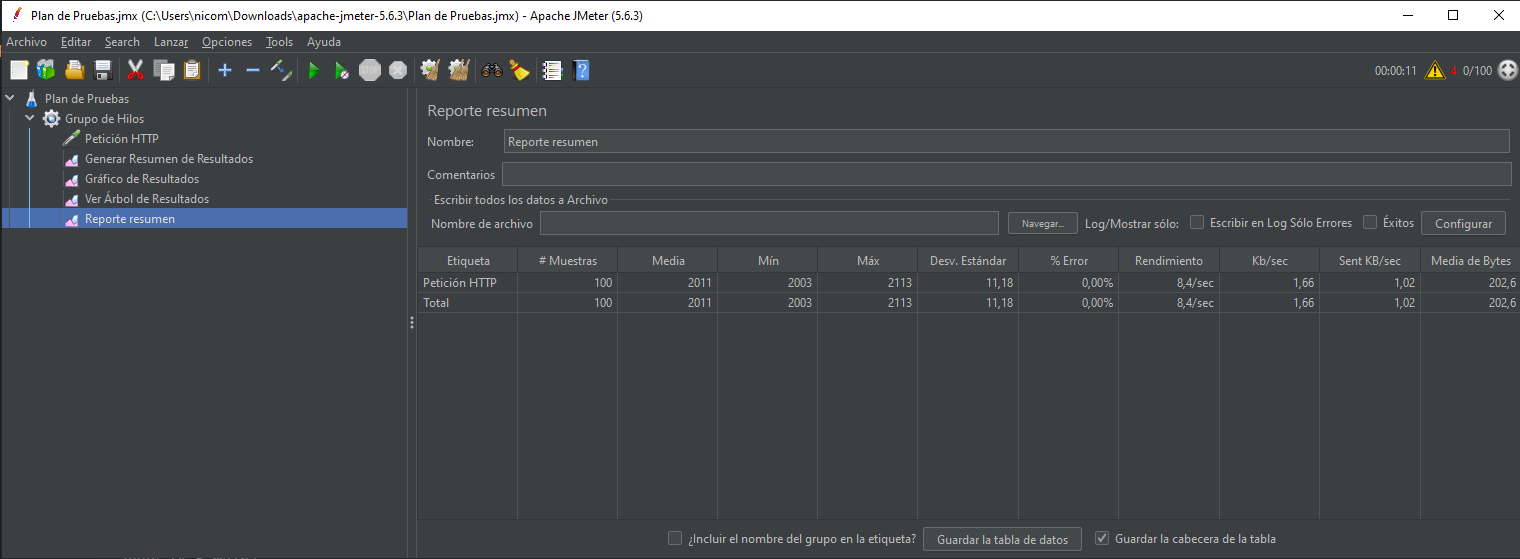 Plan de Pruebas.jmx (C:\Users\nicom\Downloads\apache-jmeter-5.6.3\Plan de Pruebas.jmx) - Apache JMeter (5.6.3)
Archivo Editar Search Lanzar Opciones Tools Ayuda
STOP 00:00:11 4 0/100
Plan de Pruebas
Grupo de Hilos
Petición HTTP
Generar Resumen de Resultados
Gráfico de Resultados
Ver Árbol de Resultados
Reporte resumen
Reporte resumen
Nombre: Reporte resumen
Comentarios
Escribir todos los datos a Archivo
Nombre de archivo Navegar... Log/Mostrar sólo: Escribir en Log Sólo Errores Éxitos Configurar
Etiqueta # Muestras Media Mín Máx Desv. Estándar % Error Rendimiento Kb/sec Sent KB/sec Media de Bytes
Petición HTTP 100 2011 2003 2113 11,18 0,00% 8,4/sec 1,66 1,02 202,6
Total 100 2011 2003 2113 11,18 0,00% 8,4/sec 1,66 1,02 202,6
¿Incluir el nombre del grupo en la etiqueta? Guardar la tabla de datos Guardar la cabecera de la tabla